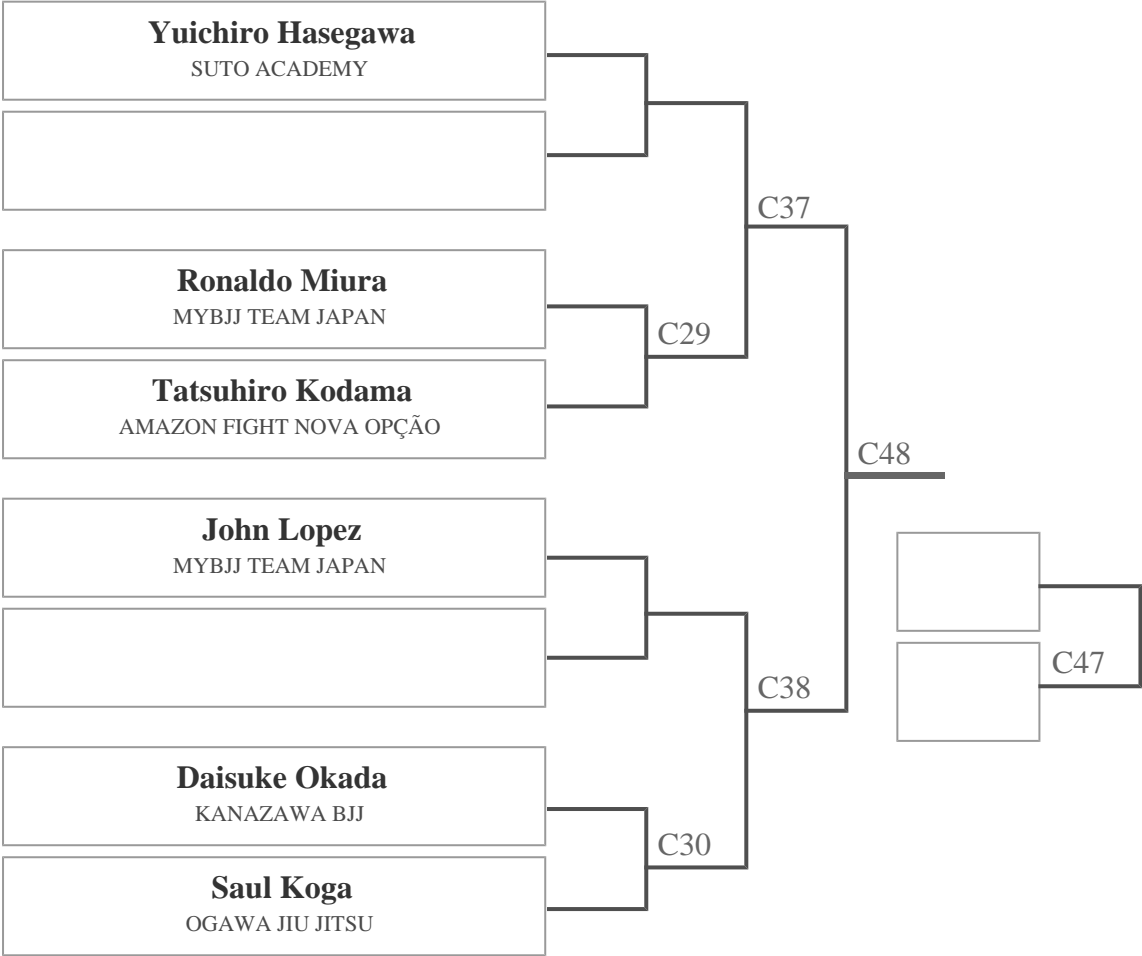 Yuichiro Hasegawa
SUTO ACADEMY
C37
Ronaldo Miura
MYBJJ TEAM JAPAN
C29
Tatsuhiro Kodama
AMAZON FIGHT NOVA OPÇÃO
C48
John Lopez
MYBJJ TEAM JAPAN
C47
C38
Daisuke Okada
KANAZAWA BJJ
C30
Saul Koga
OGAWA JIU JITSU